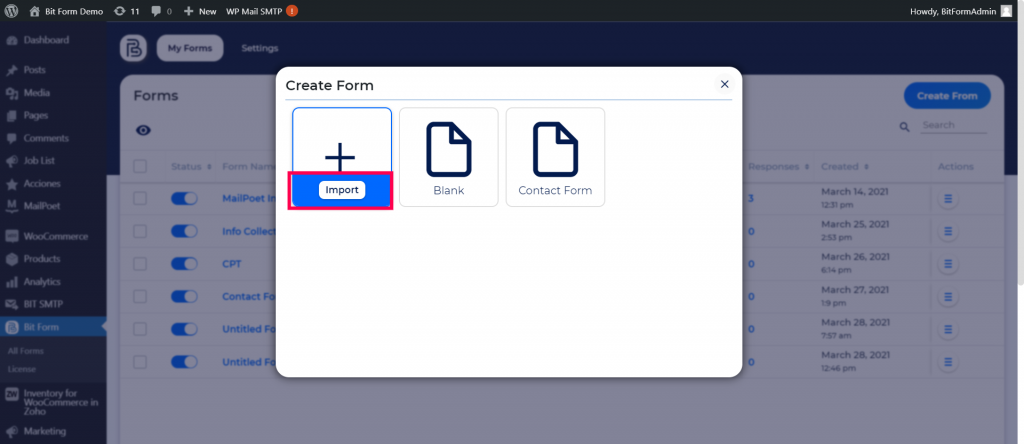 Bit Form Demo 11 0 + New WP Mail SMTP ! Howdy, BitFormAdmin
Dashboard
Posts
Media
Pages
Comments
Job List
Acciones
MailPoet
WooCommerce
Products
Analytics
BIT SMTP
Bit Form
All Forms
License
Inventory for
WooCommerce in
Zoho
Marketing
My Forms Settings
Forms
Create From
Search
Status Form Name Responses Created Actions
MailPoet In 3 March 14, 2021
12:31 pm
Info Collect 0 March 25, 2021
2:53 pm
CPT 0 March 26, 2021
6:14 pm
Contact Fo 0 March 27, 2021
1:9 pm
Untitled Fo 0 March 28, 2021
7:57 am
Untitled Fo 0 March 28, 2021
12:46 pm
Create Form
Import
Blank
Contact Form